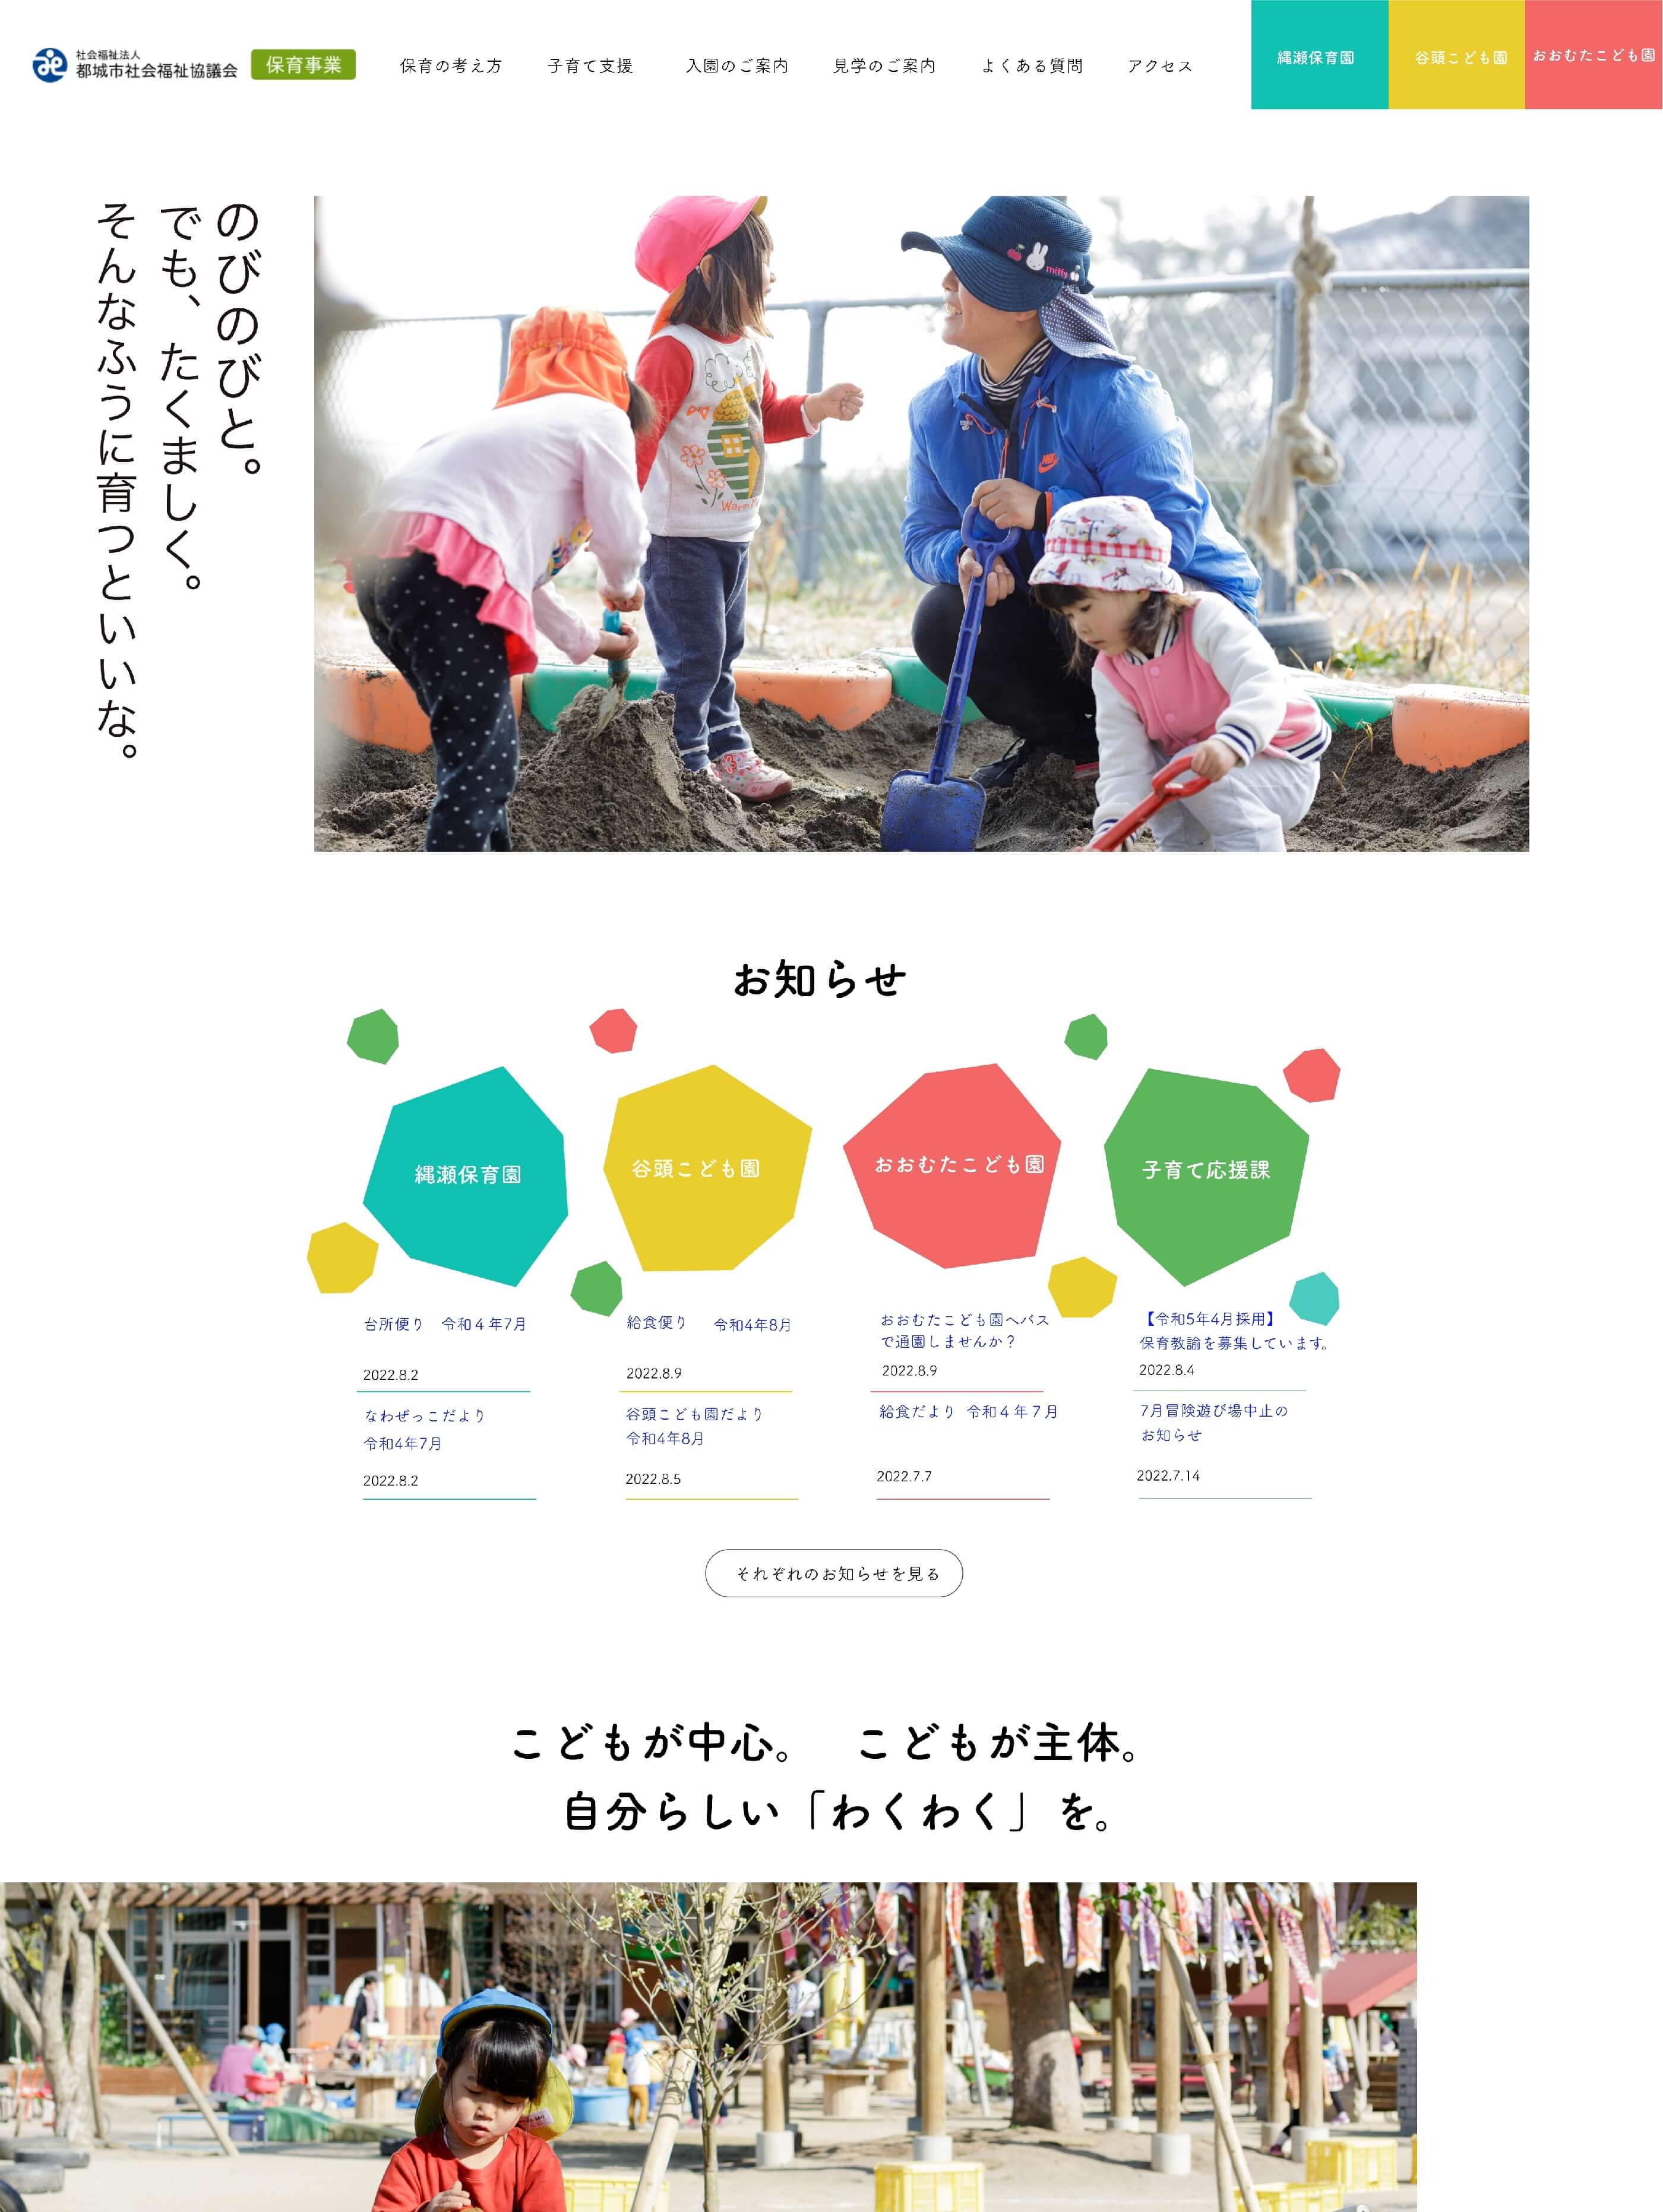 社会福祉法人
都城市社会福祉協議会
保育事業
保育の考え方
子育て支援
入園のご案内
見学のご案内
よくある質問
アクセス
縄瀬保育園
谷頭こども園
おおむたこども園
のびのびと。
でも、たくましく。
そんなふうに育つといいな。
miffy
お知らせ
縄瀬保育園
谷頭こども園
おおむたこども園
子育て応援課
台所便り 令和４年7月
2022.8.2
なわぜっこだより
令和4年7月
2022.8.2
給食便り 令和4年8月
2022.8.9
谷頭こども園だより
令和4年8月
2022.8.5
おおむたこども園へバス
で通園しませんか？
2022.8.9
給食だより 令和４年７月
2022.7.7
【令和5年4月採用】
保育教諭を募集しています。
2022.8.4
7月冒険遊び場中止の
お知らせ
2022.7.14
それぞれのお知らせを見る
こどもが中心。 こどもが主体。
自分らしい「わくわく」を。